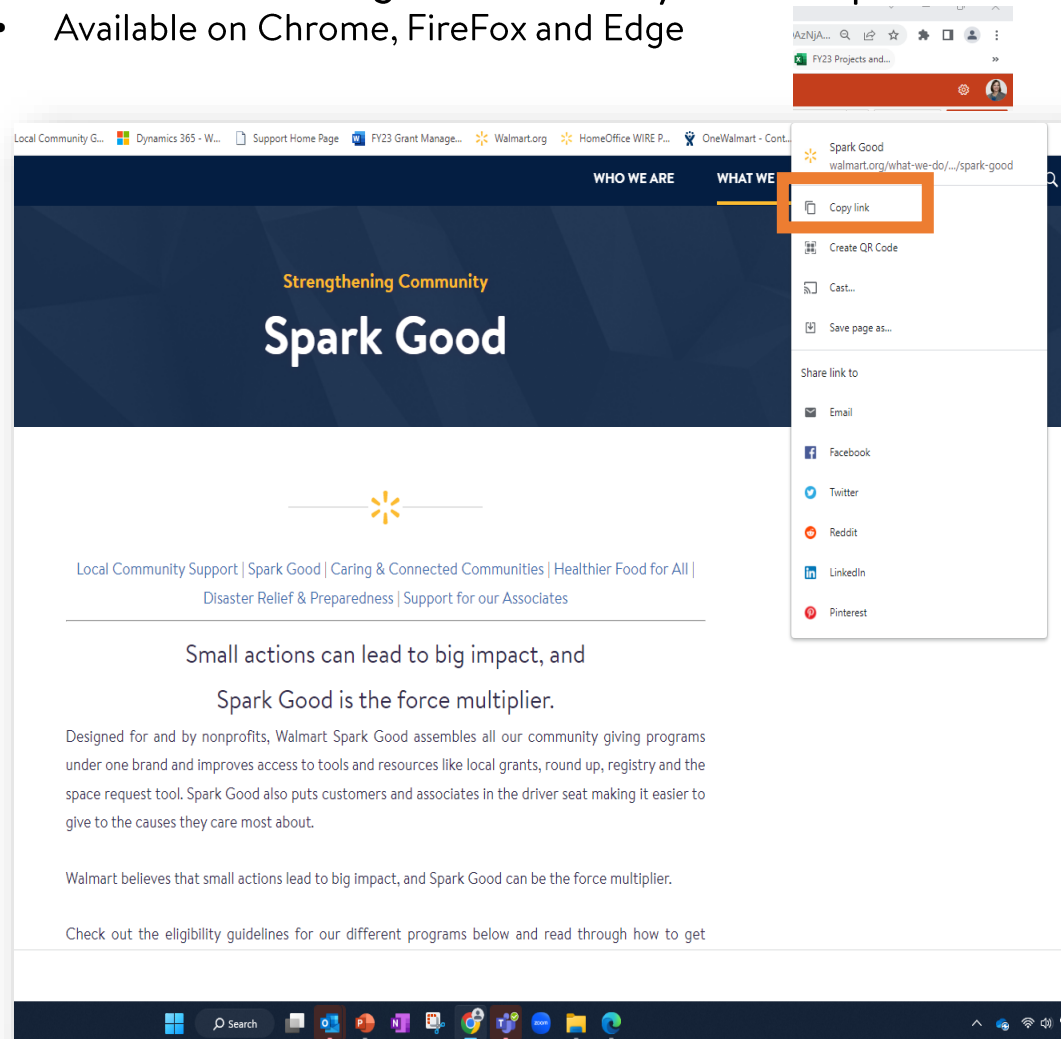 • Available on Chrome, FireFox and Edge
AzNjA...
FY23 Projects and... »
Local Community G... Dynamics 365 - W... Support Home Page FY23 Grant Manage... Walmart.org HomeOffice WIRE P... OneWalmart - Cont...
WHO WE ARE WHAT WE
Spark Good
walmart.org/what-we-do/.../spark-good
Copy link
Create QR Code
Cast...
Save page as...
Share link to
Email
Facebook
Twitter
Reddit
LinkedIn
Pinterest
Strengthening Community
Spark Good
Local Community Support | Spark Good | Caring & Connected Communities | Healthier Food for All |
Disaster Relief & Preparedness | Support for our Associates
Small actions can lead to big impact, and
Spark Good is the force multiplier.
Designed for and by nonprofits, Walmart Spark Good assembles all our community giving programs
under one brand and improves access to tools and resources like local grants, round up, registry and the
space request tool. Spark Good also puts customers and associates in the driver seat making it easier to
give to the causes they care most about.
Walmart believes that small actions lead to big impact, and Spark Good can be the force multiplier.
Check out the eligibility guidelines for our different programs below and read through how to get
Search